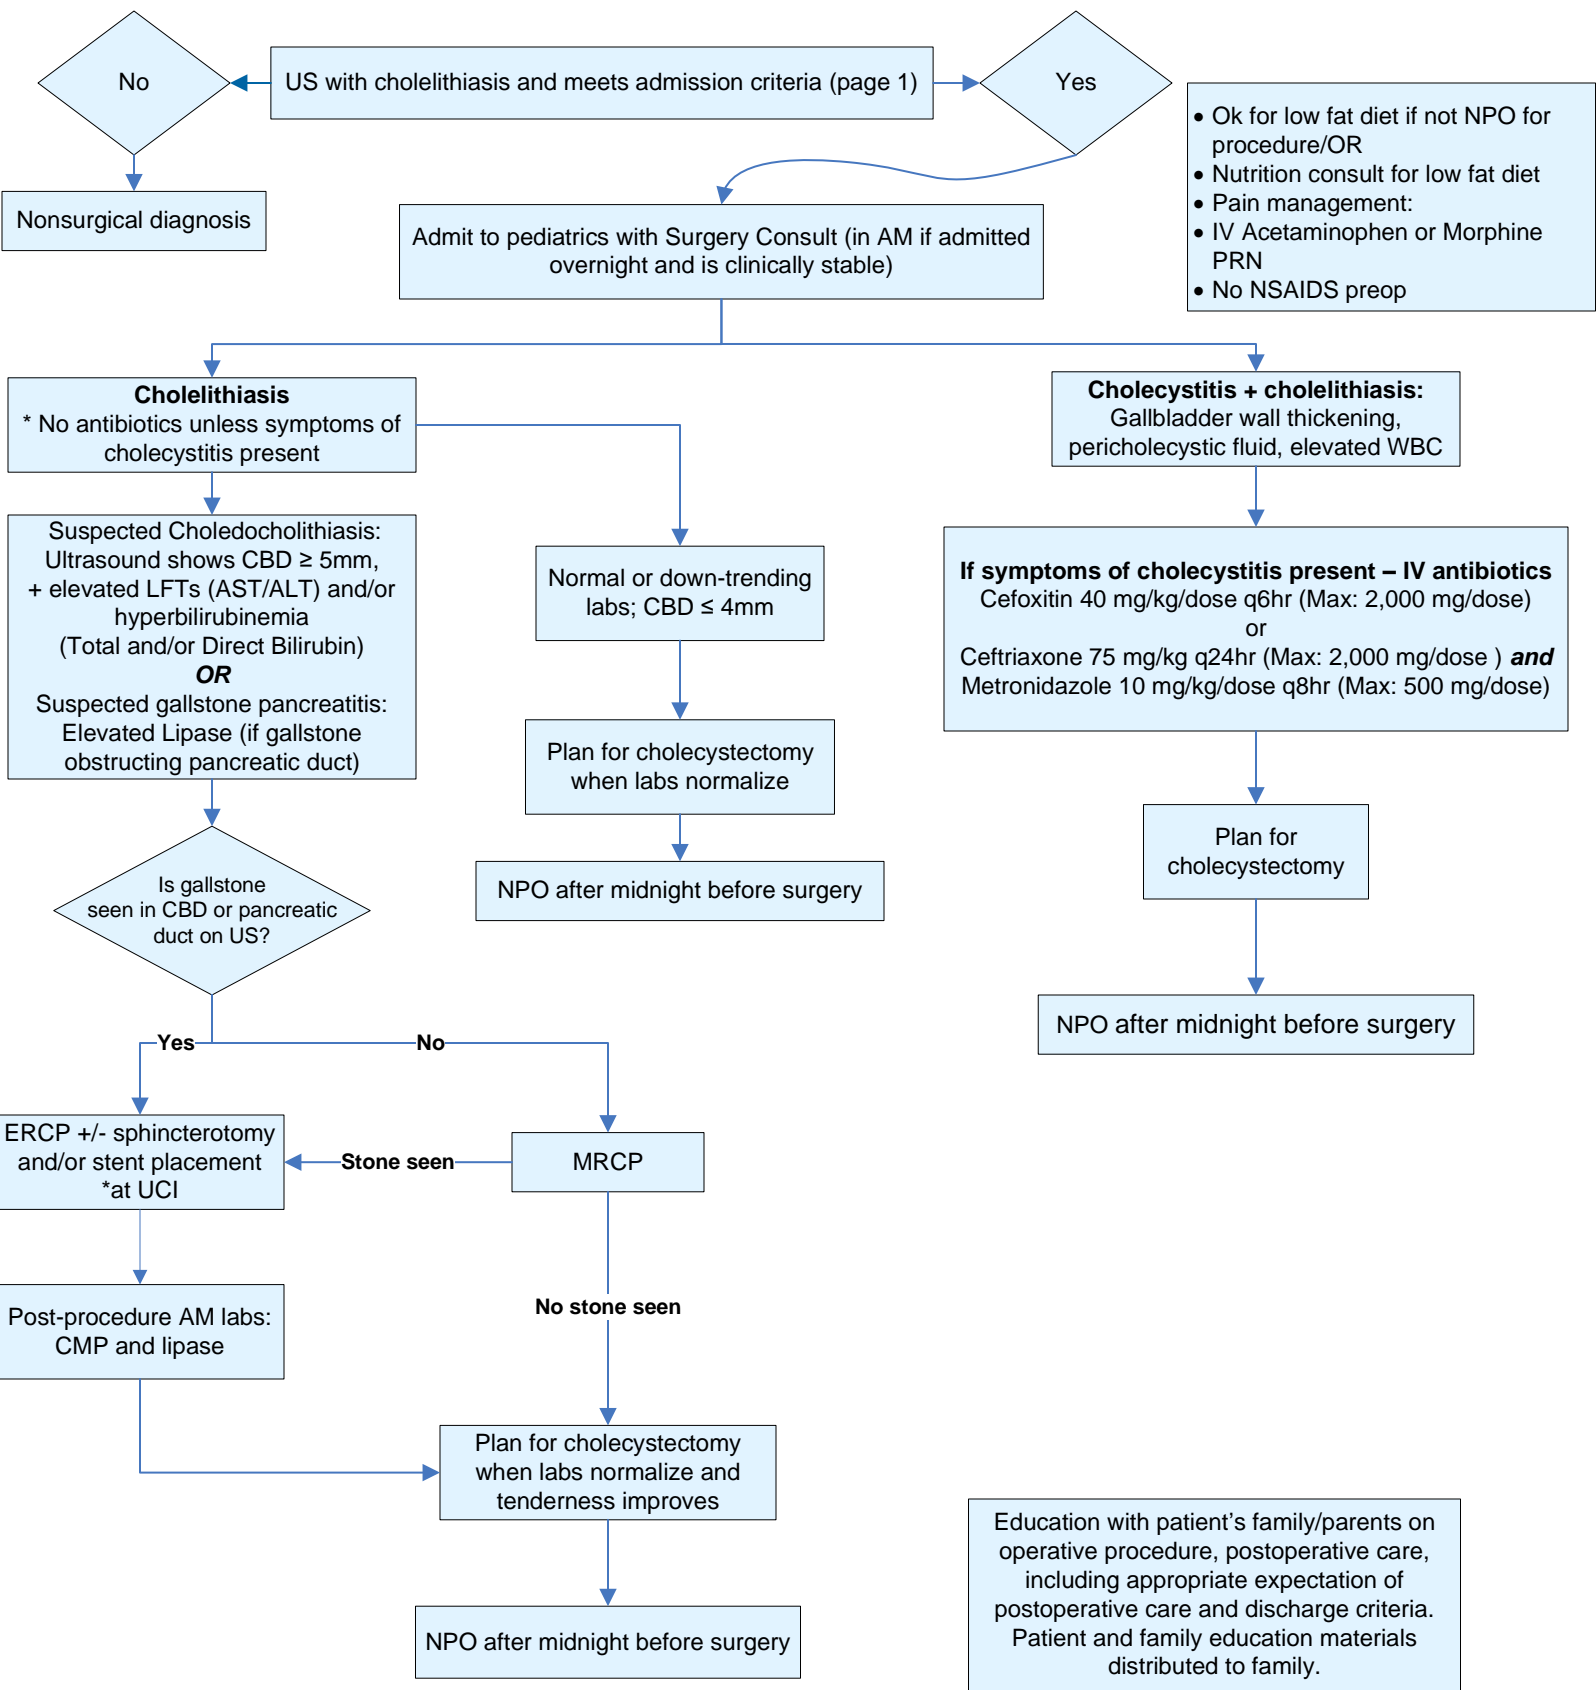 No
US with cholelithiasis and meets admission criteria (page 1)
Yes
• Ok for low fat diet if not NPO for
procedure/OR
• Nutrition consult for low fat diet
• Pain management:
• IV Acetaminophen or Morphine
PRN
• No NSAIDS preop
Nonsurgical diagnosis
Admit to pediatrics with Surgery Consult (in AM if admitted
overnight and is clinically stable)
Cholelithiasis
* No antibiotics unless symptoms of
cholecystitis present
Cholecystitis + cholelithiasis:
Gallbladder wall thickening,
pericholecystic fluid, elevated WBC
Suspected Choledocholithiasis:
Ultrasound shows CBD ≥ 5mm,
+ elevated LFTs (AST/ALT) and/or
hyperbilirubinemia
(Total and/or Direct Bilirubin)
OR
Suspected gallstone pancreatitis:
Elevated Lipase (if gallstone
obstructing pancreatic duct)
Normal or down-trending
labs; CBD ≤ 4mm
If symptoms of cholecystitis present – IV antibiotics
Cefoxitin 40 mg/kg/dose q6hr (Max: 2,000 mg/dose)
or
Ceftriaxone 75 mg/kg q24hr (Max: 2,000 mg/dose ) and
Metronidazole 10 mg/kg/dose q8hr (Max: 500 mg/dose)
Plan for cholecystectomy
when labs normalize
NPO after midnight before surgery
Plan for
cholecystectomy
NPO after midnight before surgery
Is gallstone
seen in CBD or pancreatic
duct on US?
Yes
No
ERCP +/- sphincterotomy
and/or stent placement
*at UCI
Stone seen
MRCP
Post-procedure AM labs:
CMP and lipase
No stone seen
Plan for cholecystectomy
when labs normalize and
tenderness improves
NPO after midnight before surgery
Education with patient’s family/parents on
operative procedure, postoperative care,
including appropriate expectation of
postoperative care and discharge criteria.
Patient and family education materials
distributed to family.